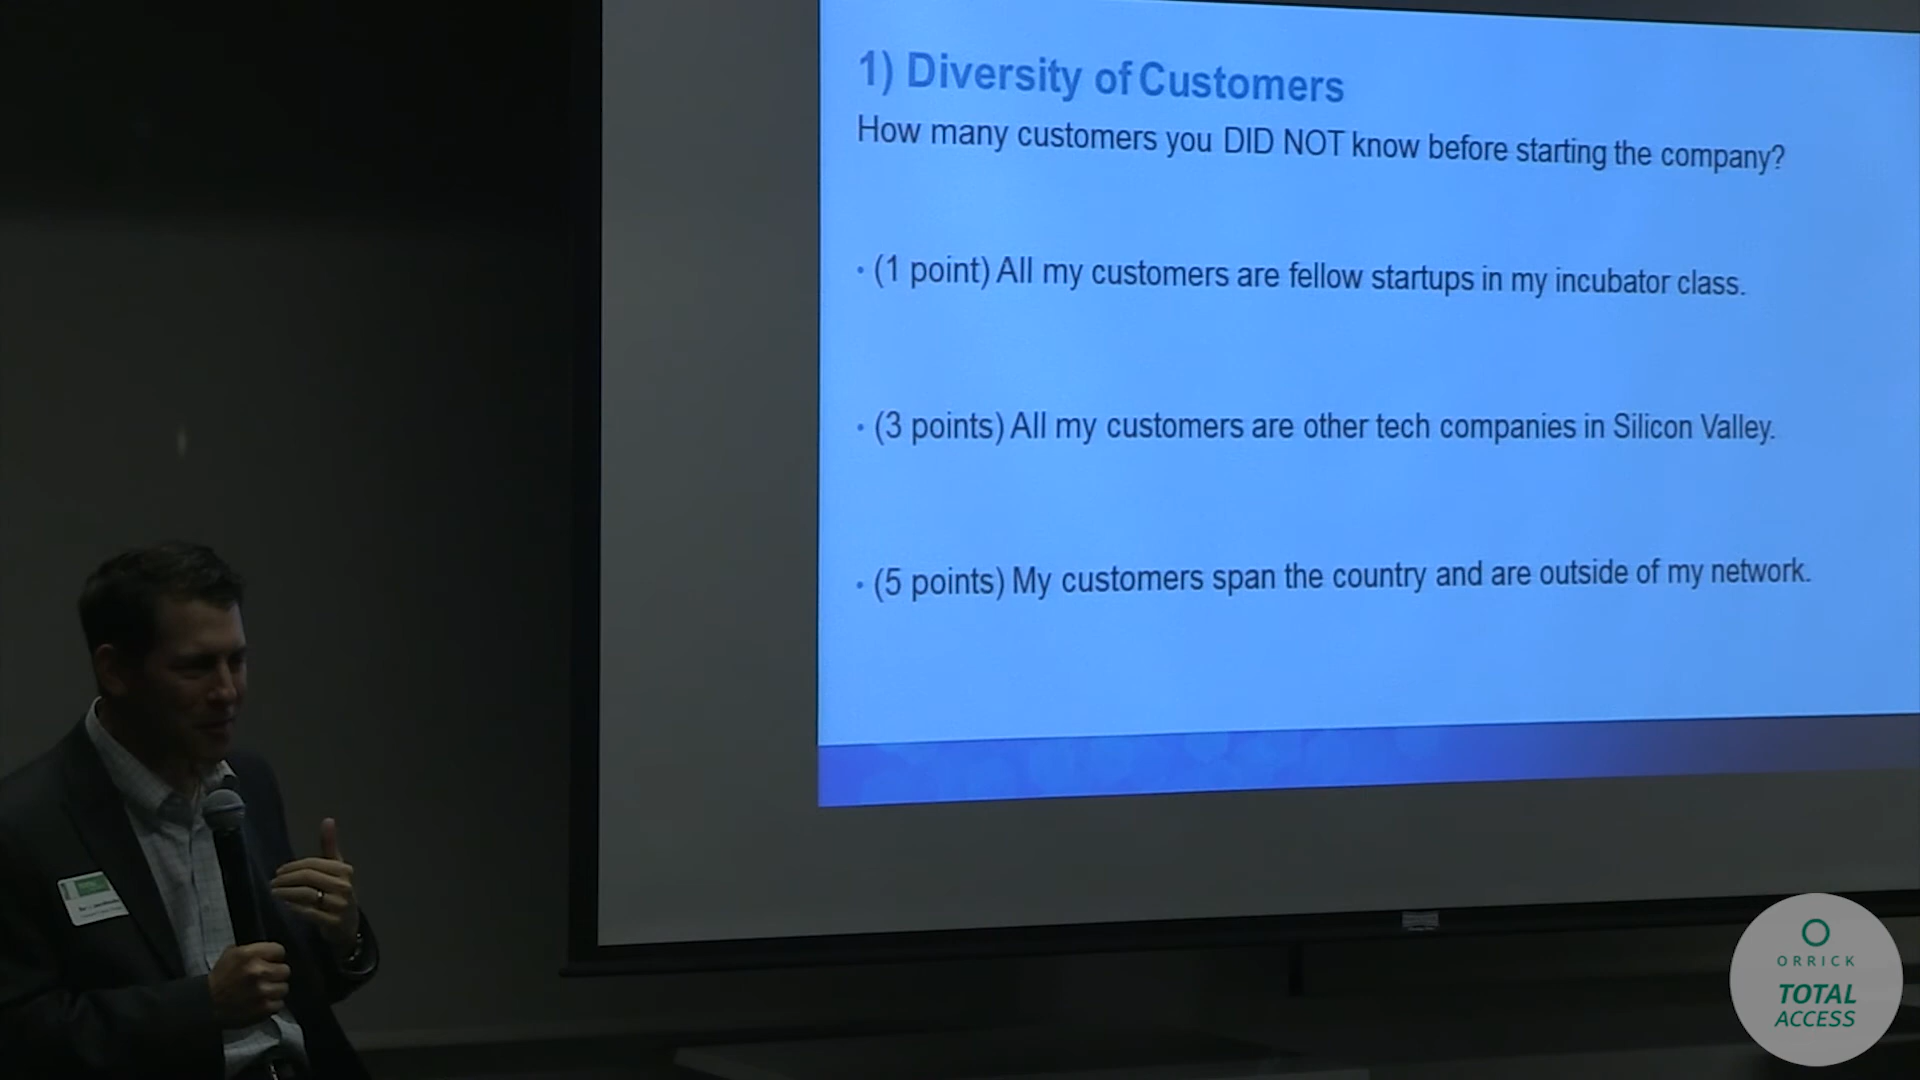 1) Diversity of Customers
How many customers you DID NOT know before starting the company?
• (1 point) All my customers are fellow startups in my incubator class.
• (3 points) All my customers are other tech companies in Silicon Valley.
• (5 points) My customers span the country and are outside of my network.
ORRICK
TOTAL
ACCESS